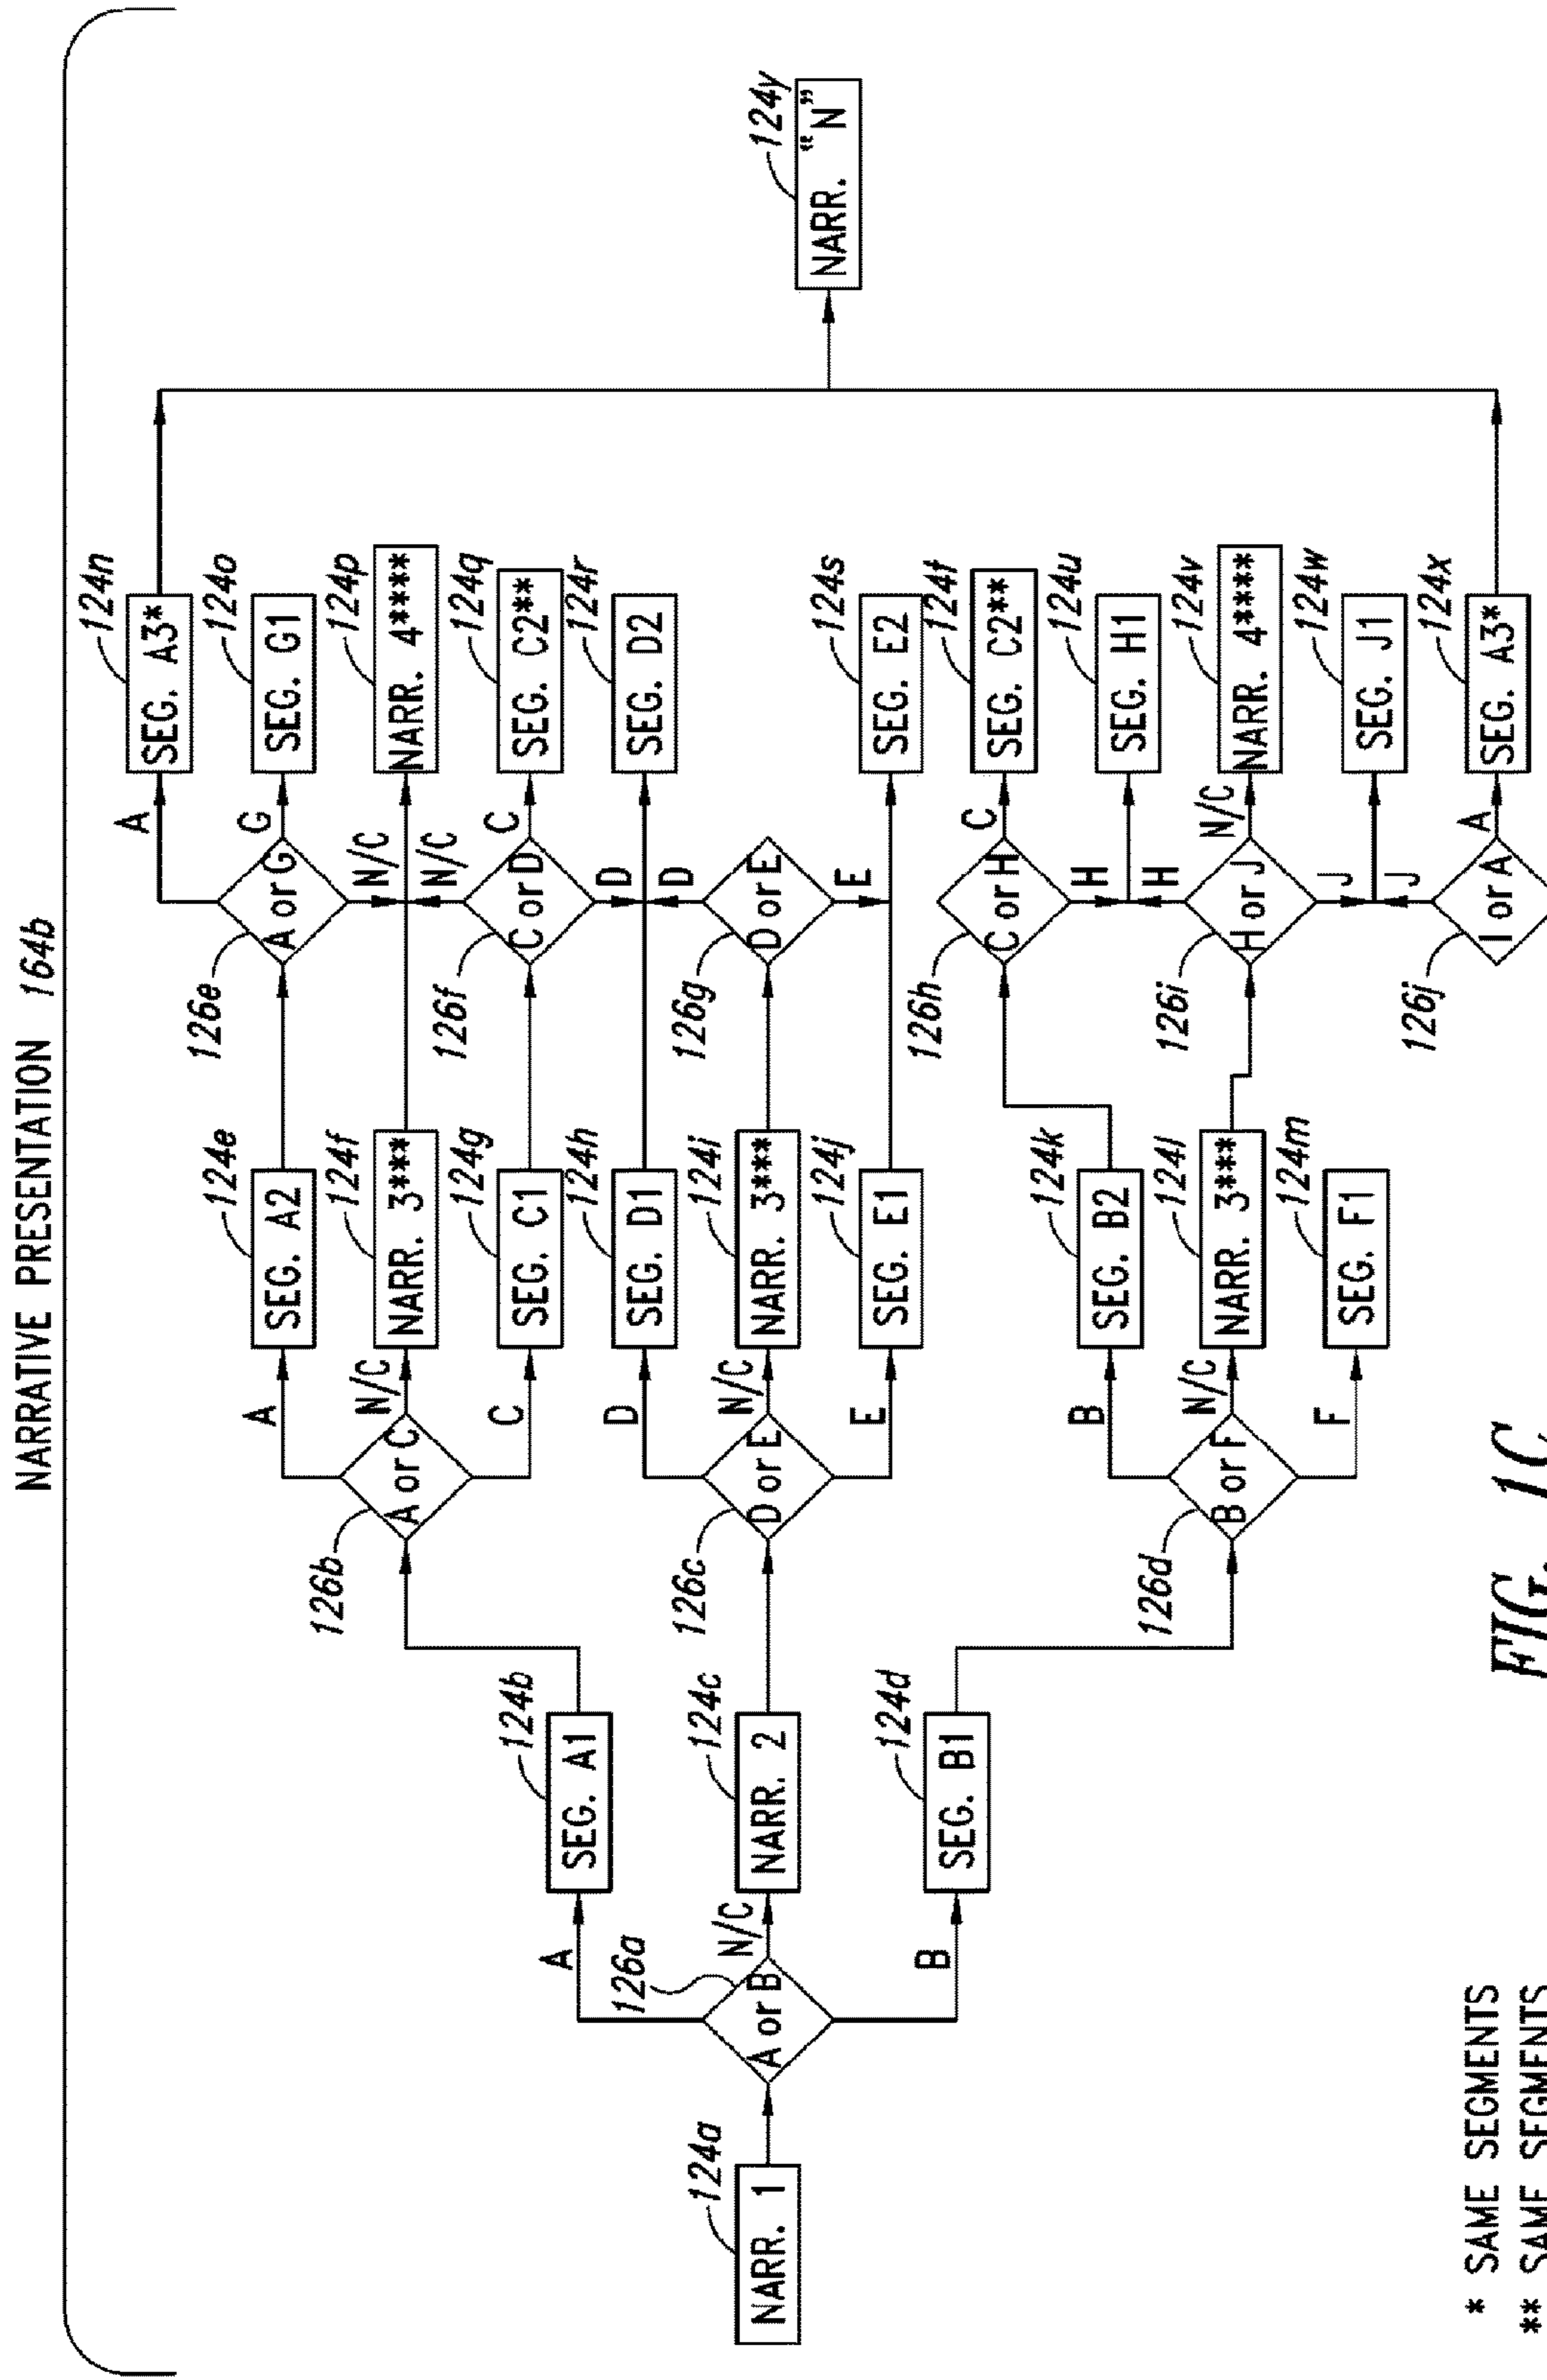 NARRATIVE PRESENTATION 164b
124a
NARR. 1
126a
A or B
A
N/C
B
124b
SEG. A1
124c
NARR. 2
124d
SEG. B1
126b
A or C
A
N/C
C
126c
D or E
D
N/C
E
126d
B or F
B
N/C
F
124e
SEG. A2
124f
NARR. 3***
124g
SEG. C1
124h
SEG. D1
124i
NARR. 3***
124j
SEG. E1
124k
SEG. B2
124l
NARR. 3***
124m
SEG. F1
126e
A or G
A
G
N/C
126f
C or D
N/C
C
D
126g
D or E
D
E
126h
C or H
C
H
126i
H or J
H
N/C
J
126j
I or A
J
A
124n
SEG. A3*
124o
SEG. G1
124p
NARR. 4****
124q
SEG. C2**
124r
SEG. D2
124s
SEG. E2
124t
SEG. C2**
124u
SEG. H1
124v
NARR. 4****
124w
SEG. J1
124x
SEG. A3*
124y
NARR. "N"
* SAME SEGMENTS
** SAME SEGMENTS
FIG. 1C